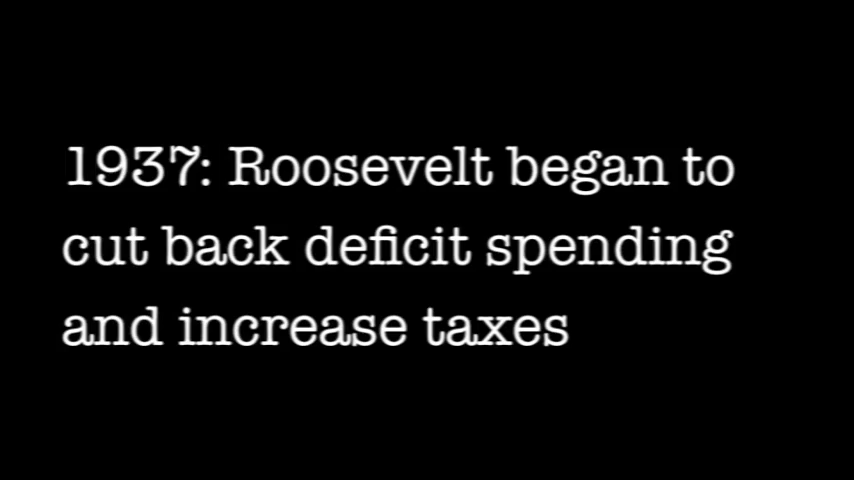 1937: Roosevelt began to
cut back deficit spending
and increase taxes